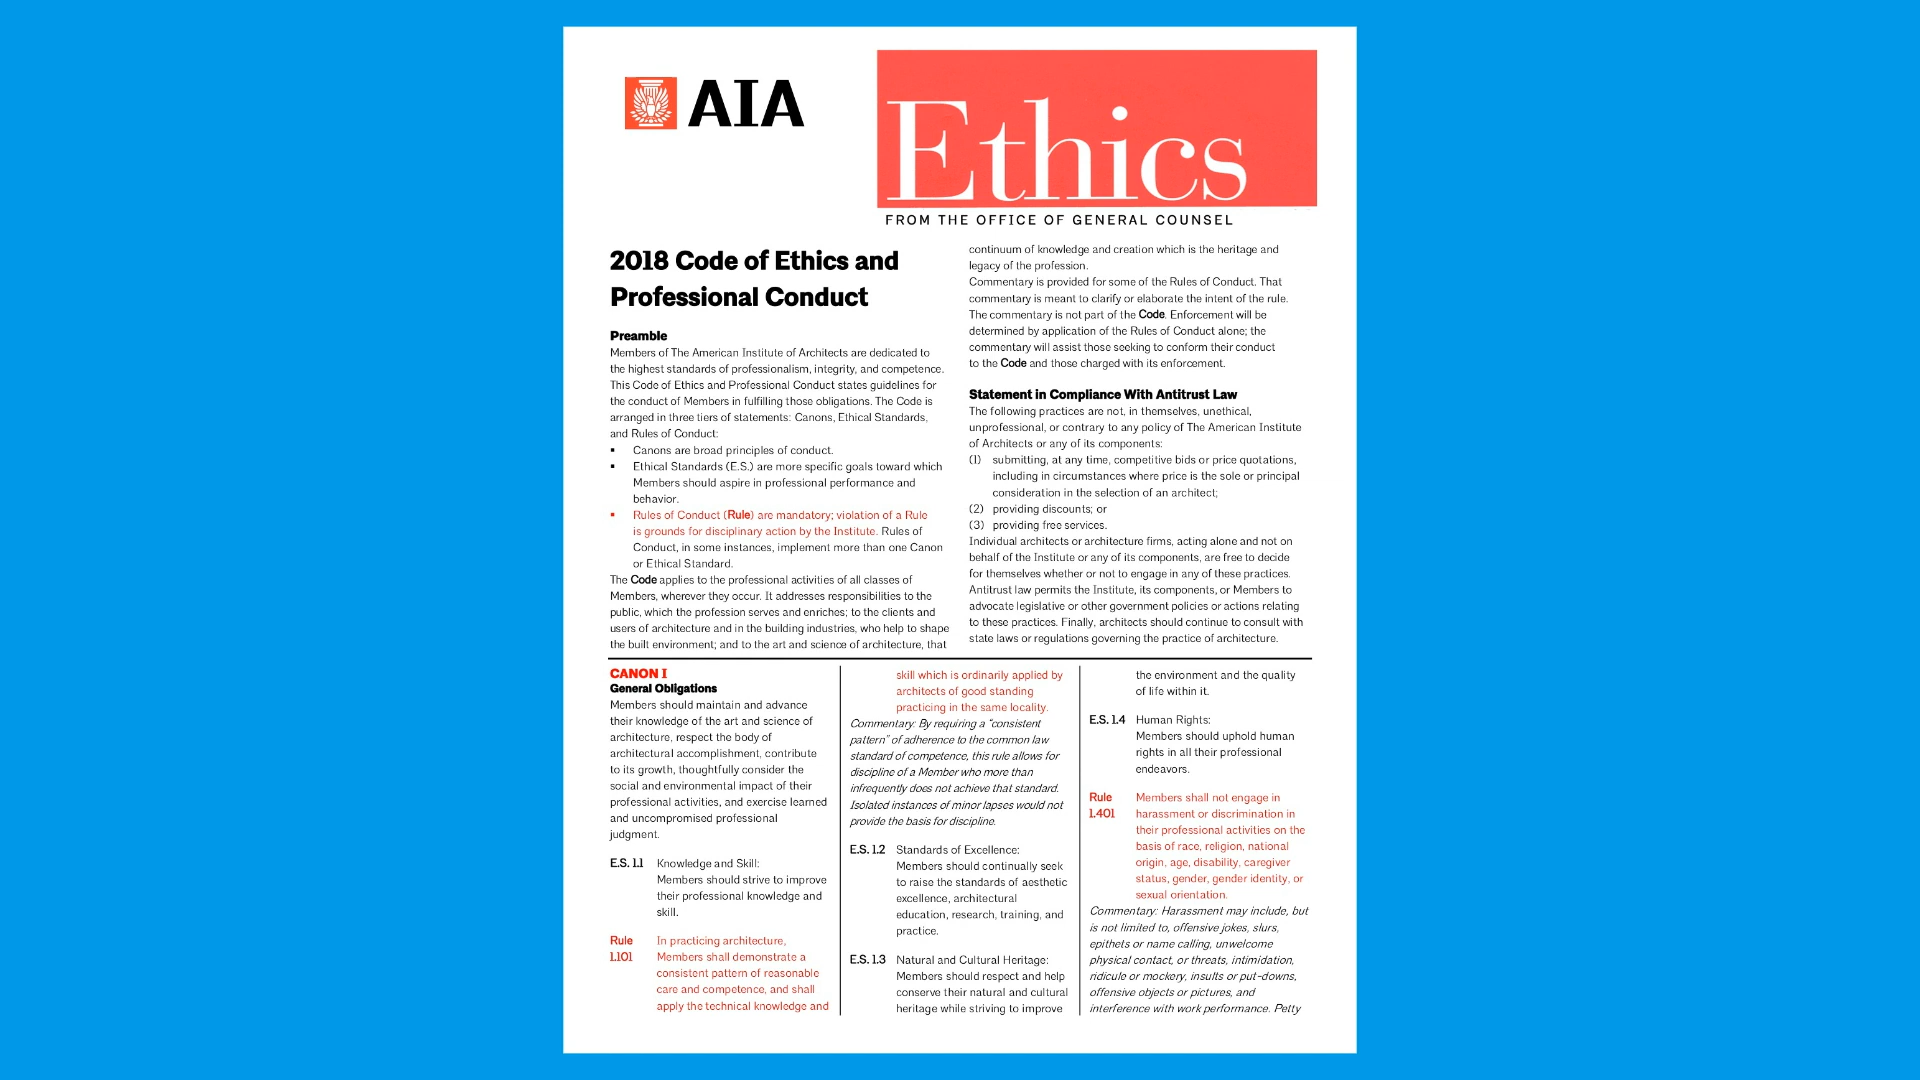 AIA
Ethics
FROM THE OFFICE OF GENERAL COUNSEL
2018 Code of Ethics and
Professional Conduct
Preamble
Members of The American Institute of Architects are dedicated to
the highest standards of professionalism, integrity, and competence.
This Code of Ethics and Professional Conduct states guidelines for
the conduct of Members in fulfilling those obligations. The Code is
arranged in three tiers of statements: Canons, Ethical Standards,
and Rules of Conduct:
▪ Canons are broad principles of conduct.
▪ Ethical Standards (E.S.) are more specific goals toward which
Members should aspire in professional performance and
behavior.
▪ Rules of Conduct (Rule) are mandatory; violation of a Rule
is grounds for disciplinary action by the Institute. Rules of
Conduct, in some instances, implement more than one Canon
or Ethical Standard.
The Code applies to the professional activities of all classes of
Members, wherever they occur. It addresses responsibilities to the
public, which the profession serves and enriches; to the clients and
users of architecture and in the building industries, who help to shape
the built environment; and to the art and science of architecture, that
continuum of knowledge and creation which is the heritage and
legacy of the profession.
Commentary is provided for some of the Rules of Conduct. That
commentary is meant to clarify or elaborate the intent of the rule.
The commentary is not part of the Code. Enforcement will be
determined by application of the Rules of Conduct alone; the
commentary will assist those seeking to conform their conduct
to the Code and those charged with its enforcement.
Statement in Compliance With Antitrust Law
The following practices are not, in themselves, unethical,
unprofessional, or contrary to any policy of The American Institute
of Architects or any of its components:
(1) submitting, at any time, competitive bids or price quotations,
including in circumstances where price is the sole or principal
consideration in the selection of an architect;
(2) providing discounts; or
(3) providing free services.
Individual architects or architecture firms, acting alone and not on
behalf of the Institute or any of its components, are free to decide
for themselves whether or not to engage in any of these practices.
Antitrust law permits the Institute, its components, or Members to
advocate legislative or other government policies or actions relating
to these practices. Finally, architects should continue to consult with
state laws or regulations governing the practice of architecture.
CANON I
General Obligations
Members should maintain and advance
their knowledge of the art and science of
architecture, respect the body of
architectural accomplishment, contribute
to its growth, thoughtfully consider the
social and environmental impact of their
professional activities, and exercise learned
and uncompromised professional
judgment.
E.S. 1.1 Knowledge and Skill:
Members should strive to improve
their professional knowledge and
skill.
Rule In practicing architecture,
1.101 Members shall demonstrate a
consistent pattern of reasonable
care and competence, and shall
apply the technical knowledge and
skill which is ordinarily applied by
architects of good standing
practicing in the same locality.
Commentary: By requiring a "consistent
pattern" of adherence to the common law
standard of competence, this rule allows for
discipline of a Member who more than
infrequently does not achieve that standard.
Isolated instances of minor lapses would not
provide the basis for discipline.
E.S. 1.2 Standards of Excellence:
Members should continually seek
to raise the standards of aesthetic
excellence, architectural
education, research, training, and
practice.
E.S. 1.3 Natural and Cultural Heritage:
Members should respect and help
conserve their natural and cultural
heritage while striving to improve
the environment and the quality
of life within it.
E.S. 1.4 Human Rights:
Members should uphold human
rights in all their professional
endeavors.
Rule Members shall not engage in
1.401 harassment or discrimination in
their professional activities on the
basis of race, religion, national
origin, age, disability, caregiver
status, gender, gender identity, or
sexual orientation.
Commentary: Harassment may include, but
is not limited to, offensive jokes, slurs,
epithets or name calling, unwelcome
physical contact, or threats, intimidation,
ridicule or mockery, insults or put-downs,
offensive objects or pictures, and
interference with work performance. Petty